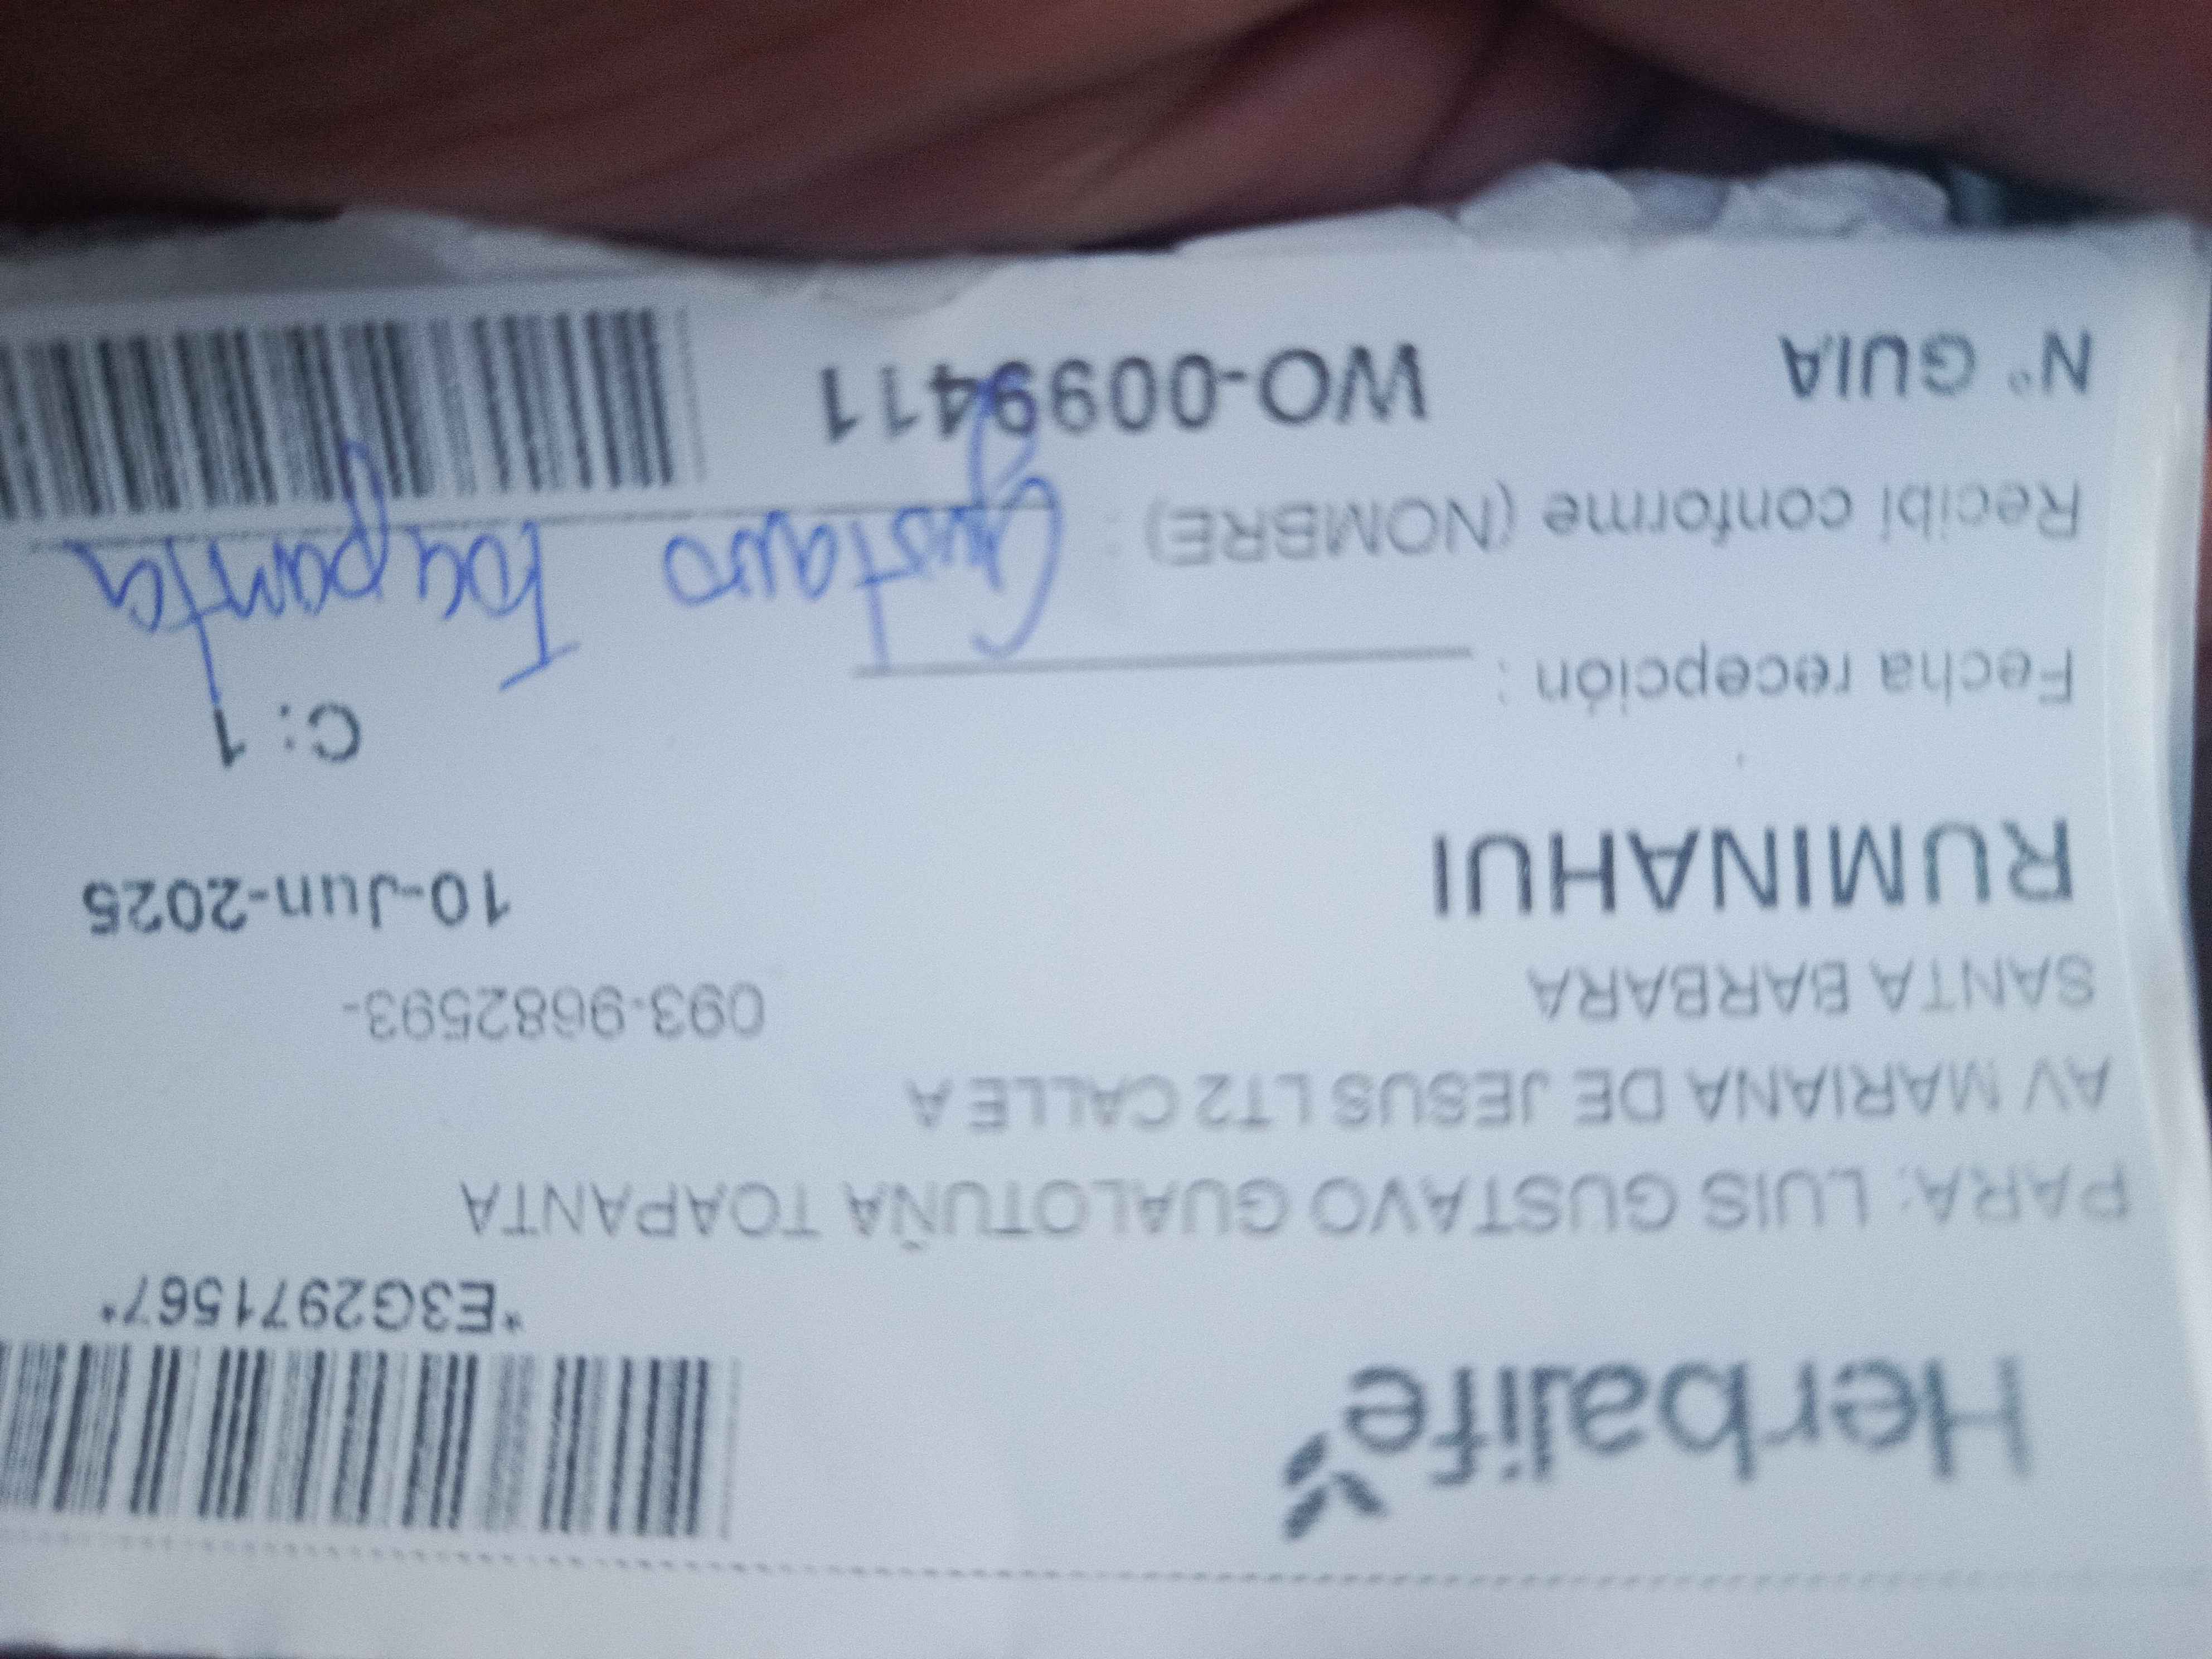 Herbalife
*E3G2971567*
PARA: LUIS GUSTAVO GUALOTUÑA TOAPANTA
AV MARIANA DE JESUS LT2 CALLE A
SANTA BARBARA 093-9682593-
RUMINAHUI 10-Jun-2025
C: 1
Fecha recepción :
Recibí conforme (NOMBRE) : Gustavo Toapanta
N° GUIA WO-0099411